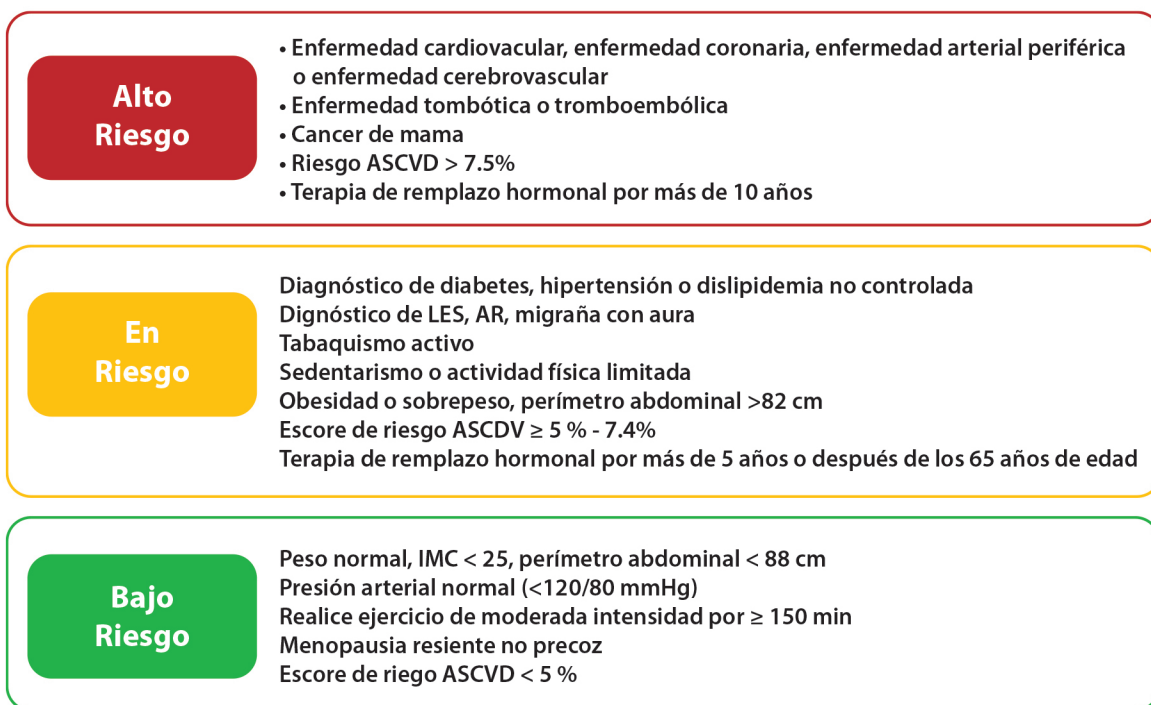 Alto
Riesgo
• Enfermedad cardiovacular, enfermedad coronaria, enfermedad arterial periférica
o enfermedad cerebrovascular
• Enfermedad tombótica o tromboembólica
• Cancer de mama
• Riesgo ASCVD > 7.5%
• Terapia de remplazo hormonal por más de 10 años
En
Riesgo
Diagnóstico de diabetes, hipertensión o dislipidemia no controlada
Dignóstico de LES, AR, migraña con aura
Tabaquismo activo
Sedentarismo o actividad física limitada
Obesidad o sobrepeso, perímetro abdominal >82 cm
Escore de riesgo ASCDV ≥ 5 % - 7.4%
Terapia de remplazo hormonal por más de 5 años o después de los 65 años de edad
Bajo
Riesgo
Peso normal, IMC < 25, perímetro abdominal < 88 cm
Presión arterial normal (<120/80 mmHg)
Realice ejercicio de moderada intensidad por ≥ 150 min
Menopausia resiente no precoz
Escore de riego ASCVD < 5 %